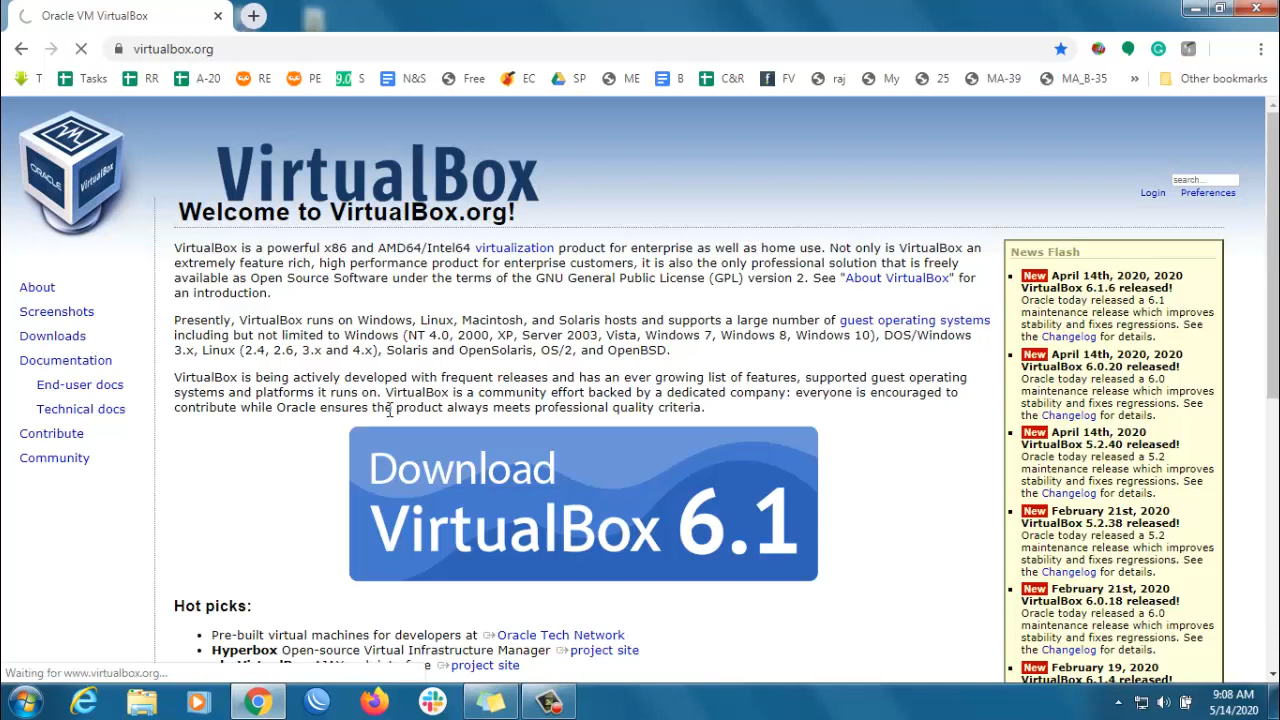 Oracle VM VirtualBox
virtualbox.org
T Tasks RR A-20 RE PE 9.0 S N&S Free EC SP ME B C&R FV raj My 25 MA-39 MA_B-35 » Other bookmarks
ORACLE VirtualBox
VirtualBox
search...
Login Preferences
Welcome to VirtualBox.org!
About
Screenshots
Downloads
Documentation
End-user docs
Technical docs
Contribute
Community
VirtualBox is a powerful x86 and AMD64/Intel64 virtualization product for enterprise as well as home use. Not only is VirtualBox an
extremely feature rich, high performance product for enterprise customers, it is also the only professional solution that is freely
available as Open Source Software under the terms of the GNU General Public License (GPL) version 2. See "About VirtualBox" for
an introduction.
Presently, VirtualBox runs on Windows, Linux, Macintosh, and Solaris hosts and supports a large number of guest operating systems
including but not limited to Windows (NT 4.0, 2000, XP, Server 2003, Vista, Windows 7, Windows 8, Windows 10), DOS/Windows
3.x, Linux (2.4, 2.6, 3.x and 4.x), Solaris and OpenSolaris, OS/2, and OpenBSD.
VirtualBox is being actively developed with frequent releases and has an ever growing list of features, supported guest operating
systems and platforms it runs on. VirtualBox is a community effort backed by a dedicated company: everyone is encouraged to
contribute while Oracle ensures the product always meets professional quality criteria.
Download
VirtualBox 6.1
Hot picks:
Pre-built virtual machines for developers at Oracle Tech Network
Hyperbox Open-source Virtual Infrastructure Manager project site
project site
News Flash
New April 14th, 2020, 2020
VirtualBox 6.1.6 released!
Oracle today released a 6.1
maintenance release which improves
stability and fixes regressions. See
the Changelog for details.
New April 14th, 2020, 2020
VirtualBox 6.0.20 released!
Oracle today released a 6.0
maintenance release which improves
stability and fixes regressions. See
the Changelog for details.
New April 14th, 2020
VirtualBox 5.2.40 released!
Oracle today released a 5.2
maintenance release which improves
stability and fixes regressions. See
the Changelog for details.
New February 21st, 2020
VirtualBox 5.2.38 released!
Oracle today released a 5.2
maintenance release which improves
stability and fixes regressions. See
the Changelog for details.
New February 21st, 2020
VirtualBox 6.0.18 released!
Oracle today released a 6.0
maintenance release which improves
stability and fixes regressions. See
the Changelog for details.
New February 19, 2020
VirtualBox 6.1.4 released!
Waiting for www.virtualbox.org...
9:08 AM
5/14/2020